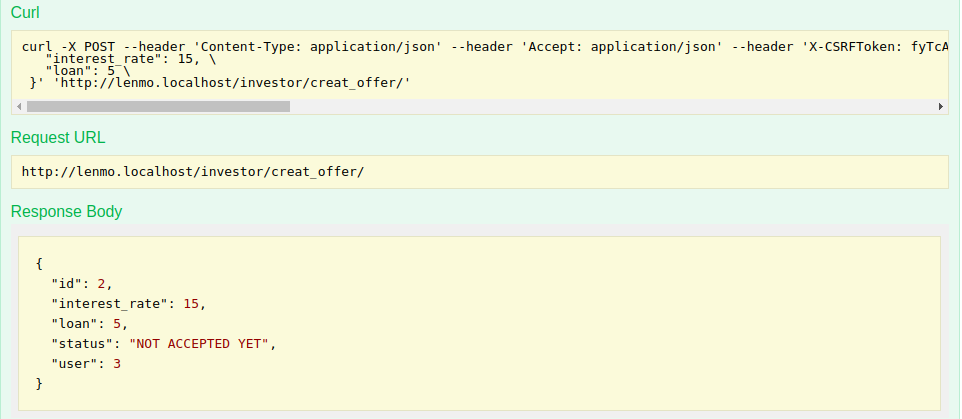 Curl
curl -X POST --header 'Content-Type: application/json' --header 'Accept: application/json' --header 'X-CSRFToken: fyTcA
"interest_rate": 15, \
"loan": 5 \
}' 'http://lenmo.localhost/investor/creat_offer/'
Request URL
http://lenmo.localhost/investor/creat_offer/
Response Body
{
"id": 2,
"interest_rate": 15,
"loan": 5,
"status": "NOT ACCEPTED YET",
"user": 3
}